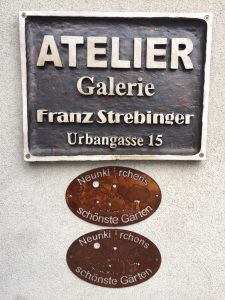 ATELIER
Galerie
Franz Strebinger
Urbangasse 15
Neunkirchens
schönste Gärten
Neunkirchens
schönste Gärten